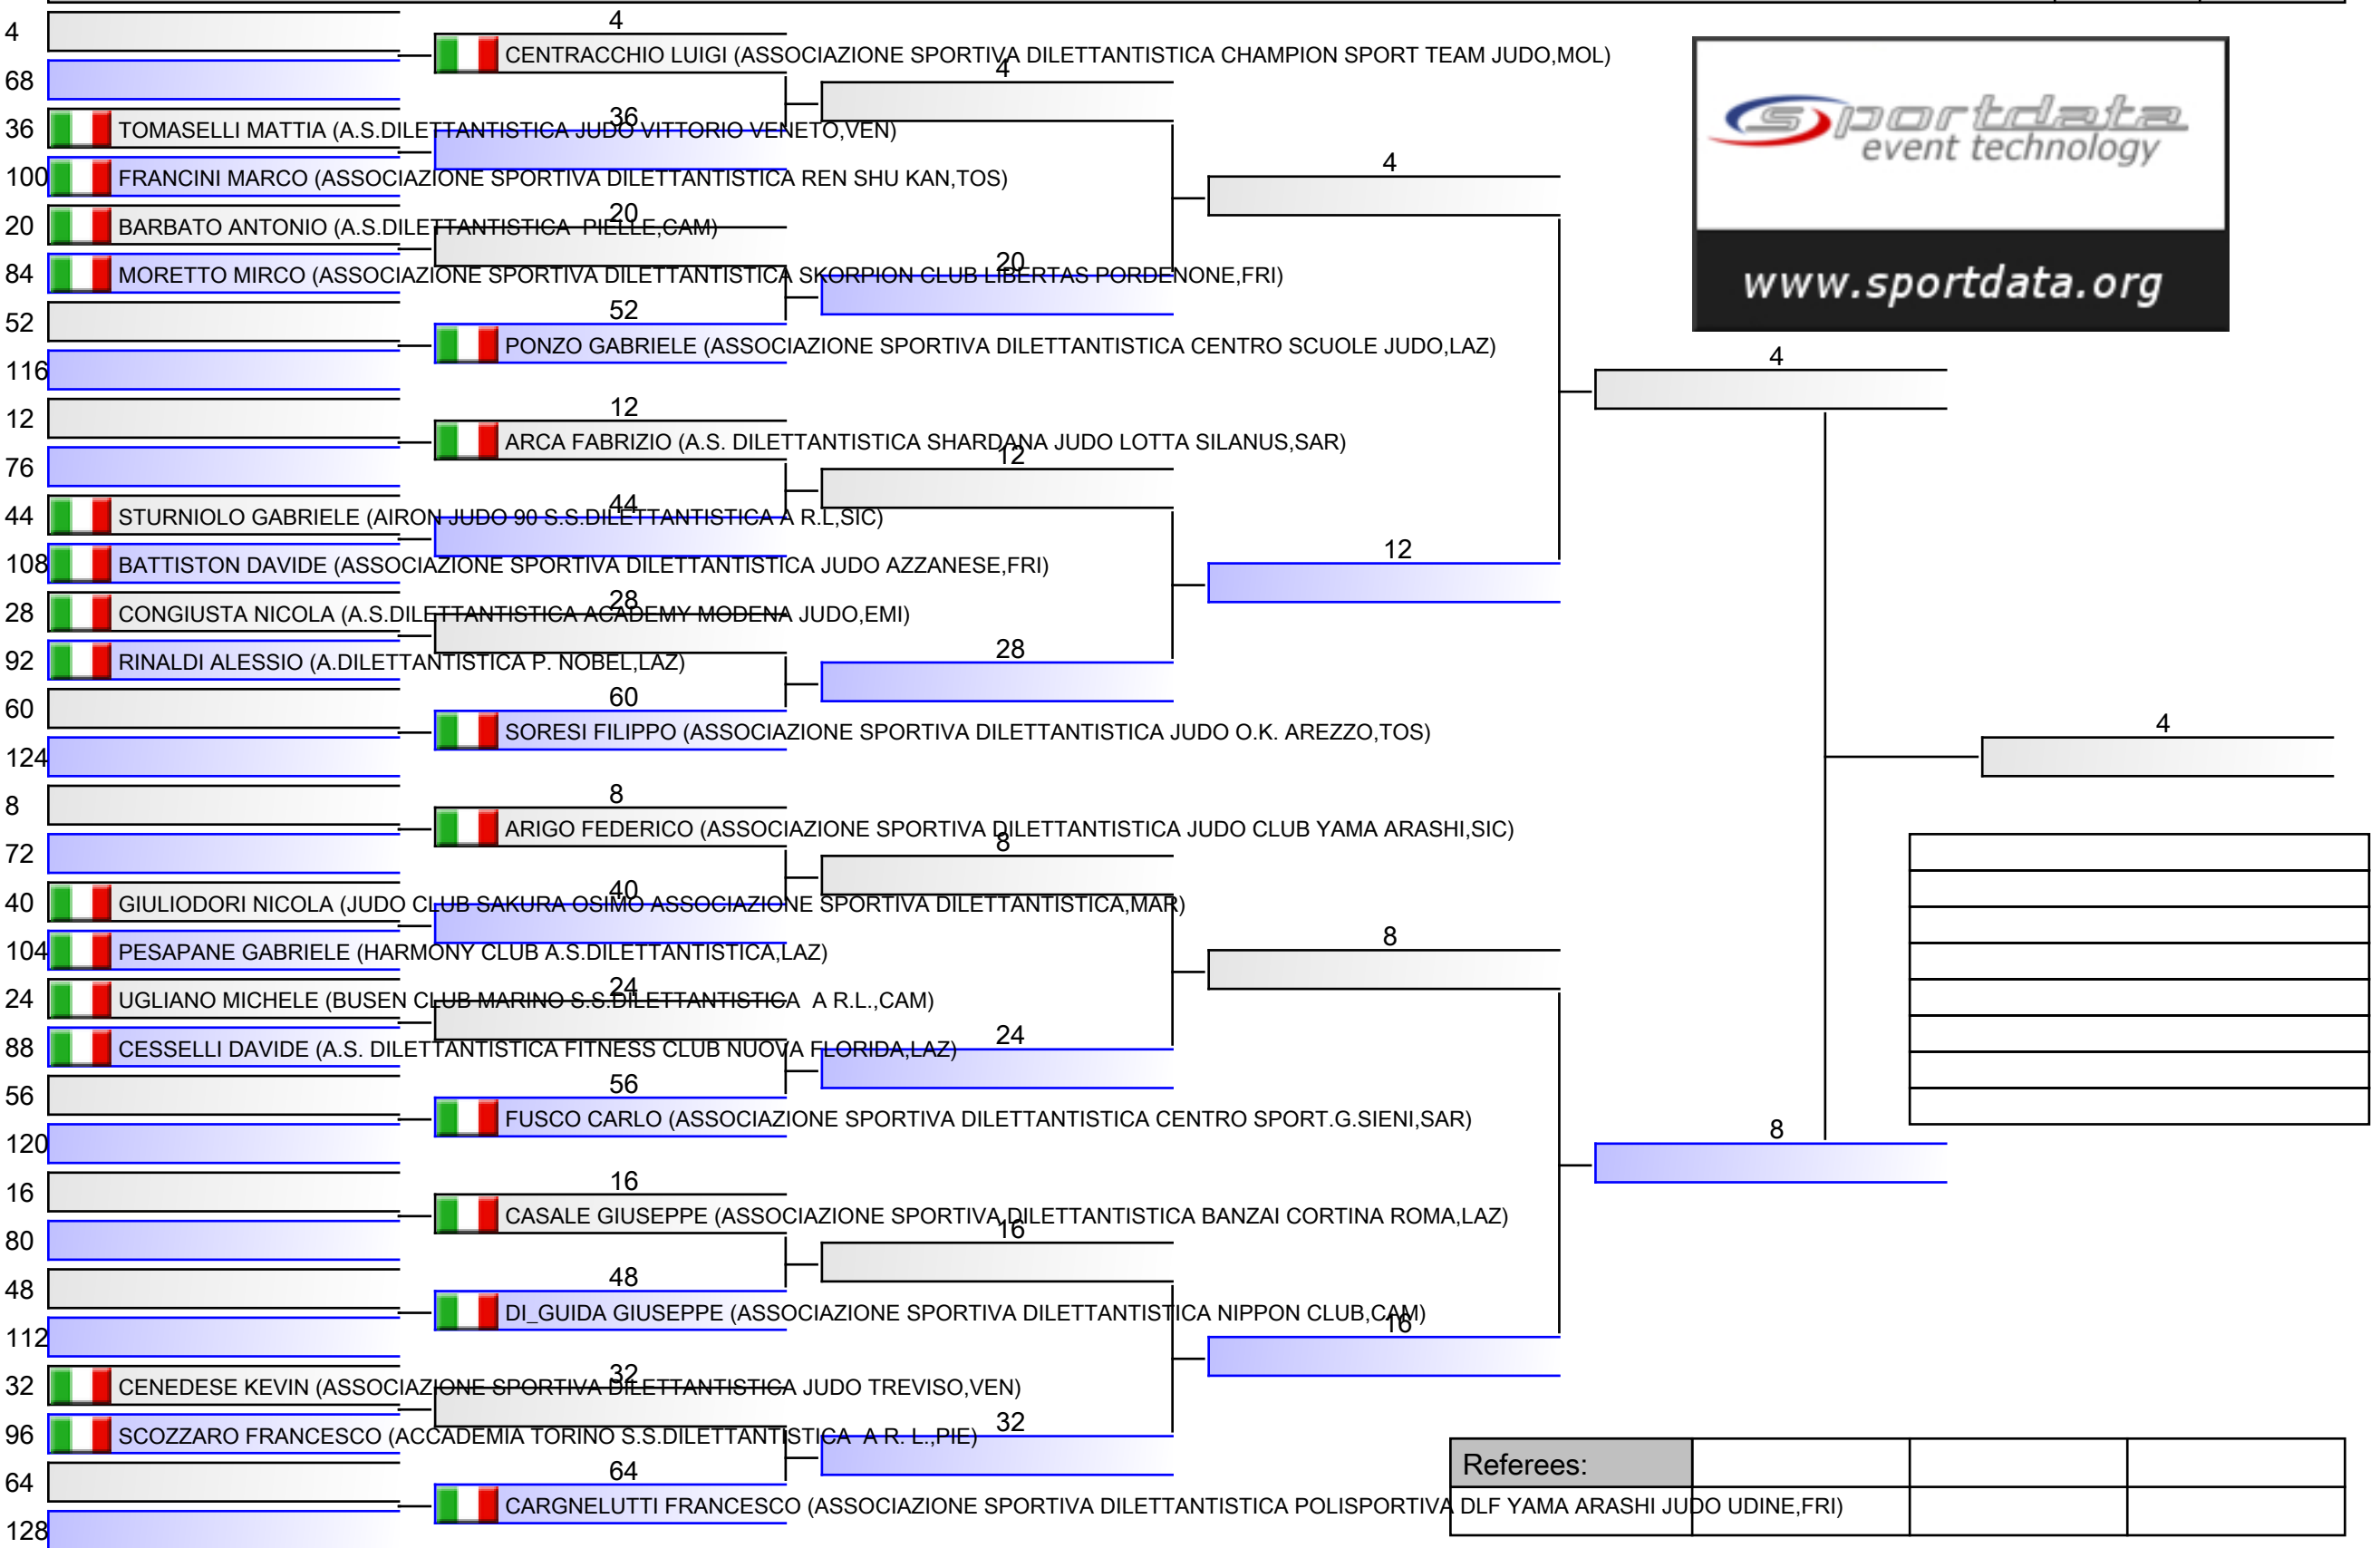 4
4
CENTRACCHIO LUIGI (ASSOCIAZIONE SPORTIVA DILETTANTISTICA CHAMPION SPORT TEAM JUDO,MOL)
68
4
36
36
TOMASELLI MATTIA (A.S.DILETTANTISTICA JUDO VITTORIO VENETO,VEN)
100
FRANCINI MARCO (ASSOCIAZIONE SPORTIVA DILETTANTISTICA REN SHU KAN,TOS)
4
20
20
BARBATO ANTONIO (A.S.DILETTANTISTICA  PIELLE,CAM)
84
MORETTO MIRCO (ASSOCIAZIONE SPORTIVA DILETTANTISTICA SKORPION CLUB LIBERTAS PORDENONE,FRI)
20
52
52
PONZO GABRIELE (ASSOCIAZIONE SPORTIVA DILETTANTISTICA CENTRO SCUOLE JUDO,LAZ)
116
4
12
12
ARCA FABRIZIO (A.S. DILETTANTISTICA SHARDANA JUDO LOTTA SILANUS,SAR)
76
12
44
44
STURNIOLO GABRIELE (AIRON JUDO 90 S.S.DILETTANTISTICA A R.L,SIC)
108
BATTISTON DAVIDE (ASSOCIAZIONE SPORTIVA DILETTANTISTICA JUDO AZZANESE,FRI)
12
28
28
CONGIUSTA NICOLA (A.S.DILETTANTISTICA ACADEMY MODENA JUDO,EMI)
92
RINALDI ALESSIO (A.DILETTANTISTICA P. NOBEL,LAZ)
28
60
60
SORESI FILIPPO (ASSOCIAZIONE SPORTIVA DILETTANTISTICA JUDO O.K. AREZZO,TOS)
124
4
8
8
ARIGO FEDERICO (ASSOCIAZIONE SPORTIVA DILETTANTISTICA JUDO CLUB YAMA ARASHI,SIC)
72
8
40
40
GIULIODORI NICOLA (JUDO CLUB SAKURA OSIMO ASSOCIAZIONE SPORTIVA DILETTANTISTICA,MAR)
104
PESAPANE GABRIELE (HARMONY CLUB A.S.DILETTANTISTICA,LAZ)
8
24
24
UGLIANO MICHELE (BUSEN CLUB MARINO S.S.DILETTANTISTICA  A R.L.,CAM)
88
CESSELLI DAVIDE (A.S. DILETTANTISTICA FITNESS CLUB NUOVA FLORIDA,LAZ)
24
56
56
FUSCO CARLO (ASSOCIAZIONE SPORTIVA DILETTANTISTICA CENTRO SPORT.G.SIENI,SAR)
120
8
16
16
CASALE GIUSEPPE (ASSOCIAZIONE SPORTIVA DILETTANTISTICA BANZAI CORTINA ROMA,LAZ)
80
16
48
48
DI_GUIDA GIUSEPPE (ASSOCIAZIONE SPORTIVA DILETTANTISTICA NIPPON CLUB,CAM)
112
16
32
32
CENEDESE KEVIN (ASSOCIAZIONE SPORTIVA DILETTANTISTICA JUDO TREVISO,VEN)
96
SCOZZARO FRANCESCO (ACCADEMIA TORINO S.S.DILETTANTISTICA  A R. L.,PIE)
32
64
64
CARGNELUTTI FRANCESCO (ASSOCIAZIONE SPORTIVA DILETTANTISTICA POLISPORTIVA DLF YAMA ARASHI JUDO UDINE,FRI)
128
sportdata
event technology
www.sportdata.org
Referees: